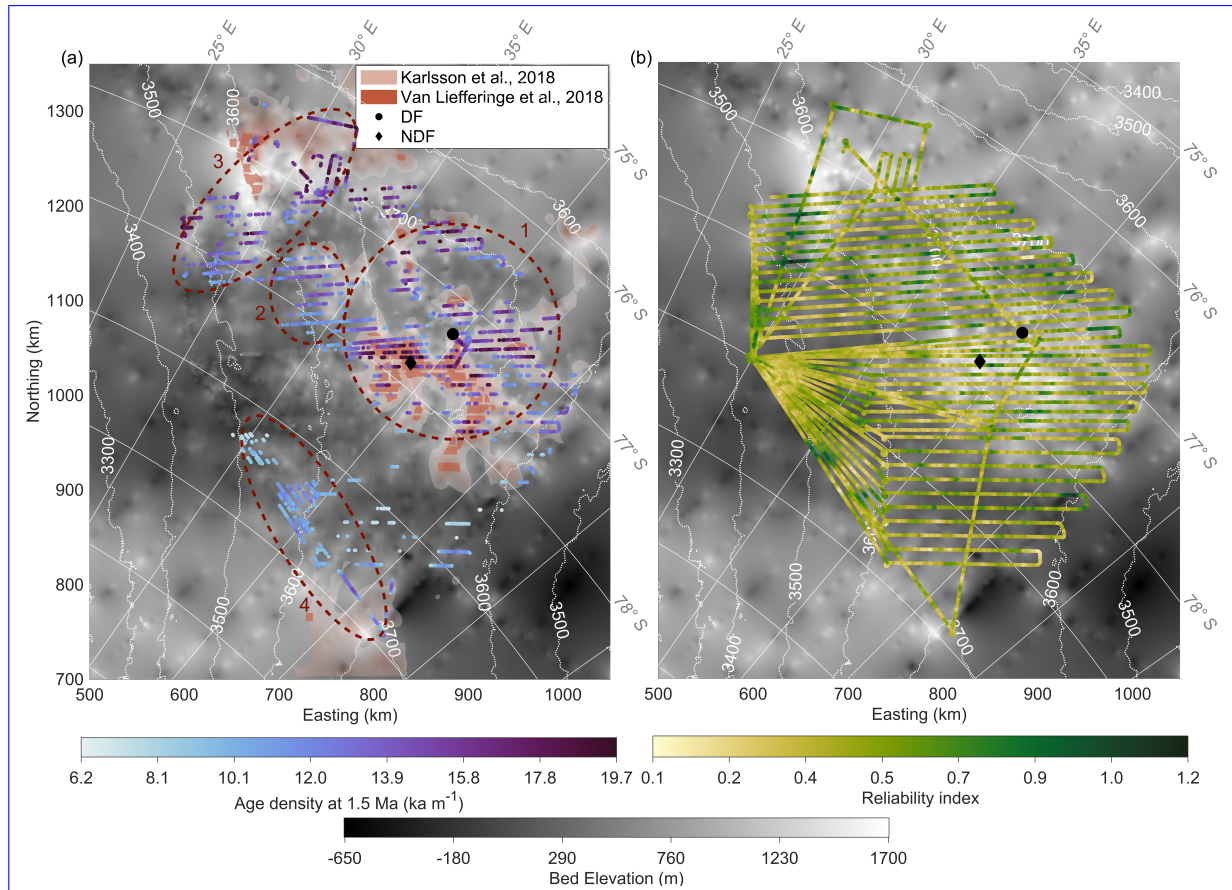 (a)
25° E
30° E
35° E
Karlsson et al., 2018
Van Liefferinge et al., 2018
DF
NDF
1300
1200
1100
1000
900
800
700
Northing (km)
3500
3600
3400
3300
3600
3600
3500
3600
3700
3500
75° S
76° S
77° S
78° S
1
2
3
4
500
600
700
800
900
1000
Easting (km)
(b)
25° E
30° E
35° E
3400
3500
3500
3600
3400
3600
3700
3300
3500
3400
3600
3500
3700
75° S
76° S
77° S
78° S
500
600
700
800
900
1000
Easting (km)
6.2
8.1
10.1
12.0
13.9
15.8
17.8
19.7
Age density at 1.5 Ma (ka m⁻¹)
0.1
0.2
0.4
0.5
0.7
0.9
1.0
1.2
Reliability index
-650
-180
290
760
1230
1700
Bed Elevation (m)